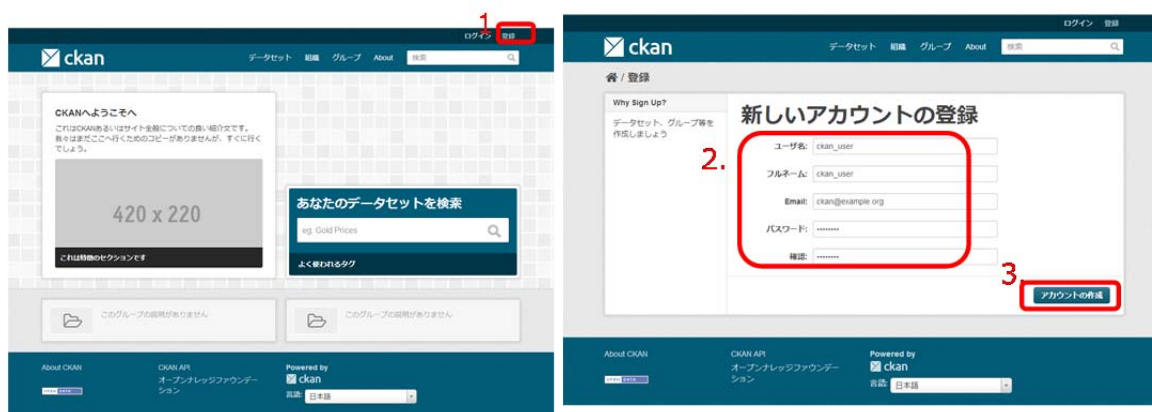 1
ログイン 登録
ckan
データセット 組織 グループ About 検索
CKANへようこそへ
これはCKANあるいはサイト全般についての良い紹介文です。
我々はまだここへ行くためのコピーがありませんが、すぐに行く
でしょう。
420 x 220
これは特徴のセクションです
あなたのデータセットを検索
eg. Gold Prices
よく使われるタグ
このグループの説明がありません
このグループの説明がありません
About CKAN
CKAN API
オープンナレッジファウンデー
ション
Powered by
ckan
言語: 日本語
ログイン 登録
ckan
データセット 組織 グループ About 検索
/ 登録
Why Sign Up?
データセット、グループ等を
作成しましょう
新しいアカウントの登録
2.
ユーザ名: ckan_user
フルネーム: ckan_user
Email: ckan@example.org
パスワード: ••••••••
確認: ••••••••
3.
アカウントの作成
About CKAN
CKAN API
オープンナレッジファウンデー
ション
Powered by
ckan
言語: 日本語